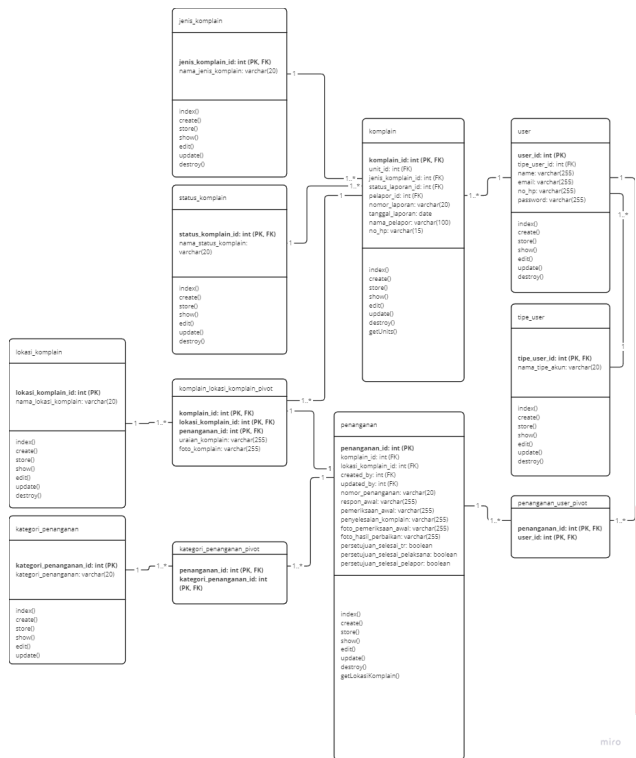 jenis_komplain
jenis_komplain_id: int (PK, FK)
nama_jenis_komplain: varchar(20)
index()
create()
store()
show()
edit()
update()
destroy()
1
1..*
status_komplain
status_komplain_id: int (PK, FK)
nama_status_komplain:
varchar(20)
index()
create()
store()
show()
edit()
update()
destroy()
1
1..*
komplain
komplain_id: int (PK, FK)
unit_id: int (FK)
jenis_komplain_id: int (FK)
status_laporan_id: int (FK)
pelapor_id: int (FK)
nomor_laporan: varchar(20)
tanggal_laporan: date
nama_pelapor: varchar(100)
no_hp: varchar(15)
index()
create()
store()
show()
edit()
update()
destroy()
getUnits()
1..*
1
1
user
user_id: int (PK)
tipe_user_id: int (FK)
name: varchar(255)
email: varchar(255)
no_hp: varchar(255)
password: varchar(255)
index()
create()
store()
show()
edit()
update()
destroy()
1
1..*
tipe_user
tipe_user_id: int (PK, FK)
nama_tipe_akun: varchar(20)
index()
create()
store()
show()
edit()
update()
destroy()
1
lokasi_komplain
lokasi_komplain_id: int (PK)
nama_lokasi_komplain: varchar(20)
index()
create()
store()
show()
edit()
update()
destroy()
1
1..*
komplain_lokasi_komplain_pivot
komplain_id: int (PK, FK)
lokasi_komplain_id: int (PK, FK)
penanganan_id: int (PK, FK)
uraian_komplain: varchar(255)
foto_komplain: varchar(255)
1..*
1
1
penanganan
penanganan_id: int (PK)
komplain_id: int (FK)
lokasi_komplain_id: int (FK)
created_by: int (FK)
updated_by: int (FK)
nomor_penanganan: varchar(20)
respon_awal: varchar(255)
pemeriksaan_awal: varchar(255)
penyelesaian_komplain: varchar(255)
foto_pemeriksaan_awal: varchar(255)
foto_hasil_perbaikan: varchar(255)
persetujuan_selesai_tr: boolean
persetujuan_selesai_pelaksana: boolean
persetujuan_selesai_pelapor: boolean
index()
create()
store()
show()
edit()
update()
destroy()
getLokasiKomplain()
1
1
1..*
penanganan_user_pivot
penanganan_id: int (PK, FK)
user_id: int (PK, FK)
1..*
kategori_penanganan
kategori_penanganan_id: int (PK)
kategori_penanganan: varchar(20)
index()
create()
store()
show()
edit()
update()
1
1..*
kategori_penanganan_pivot
penanganan_id: int (PK, FK)
kategori_penanganan_id: int
(PK, FK)
1..*
miro